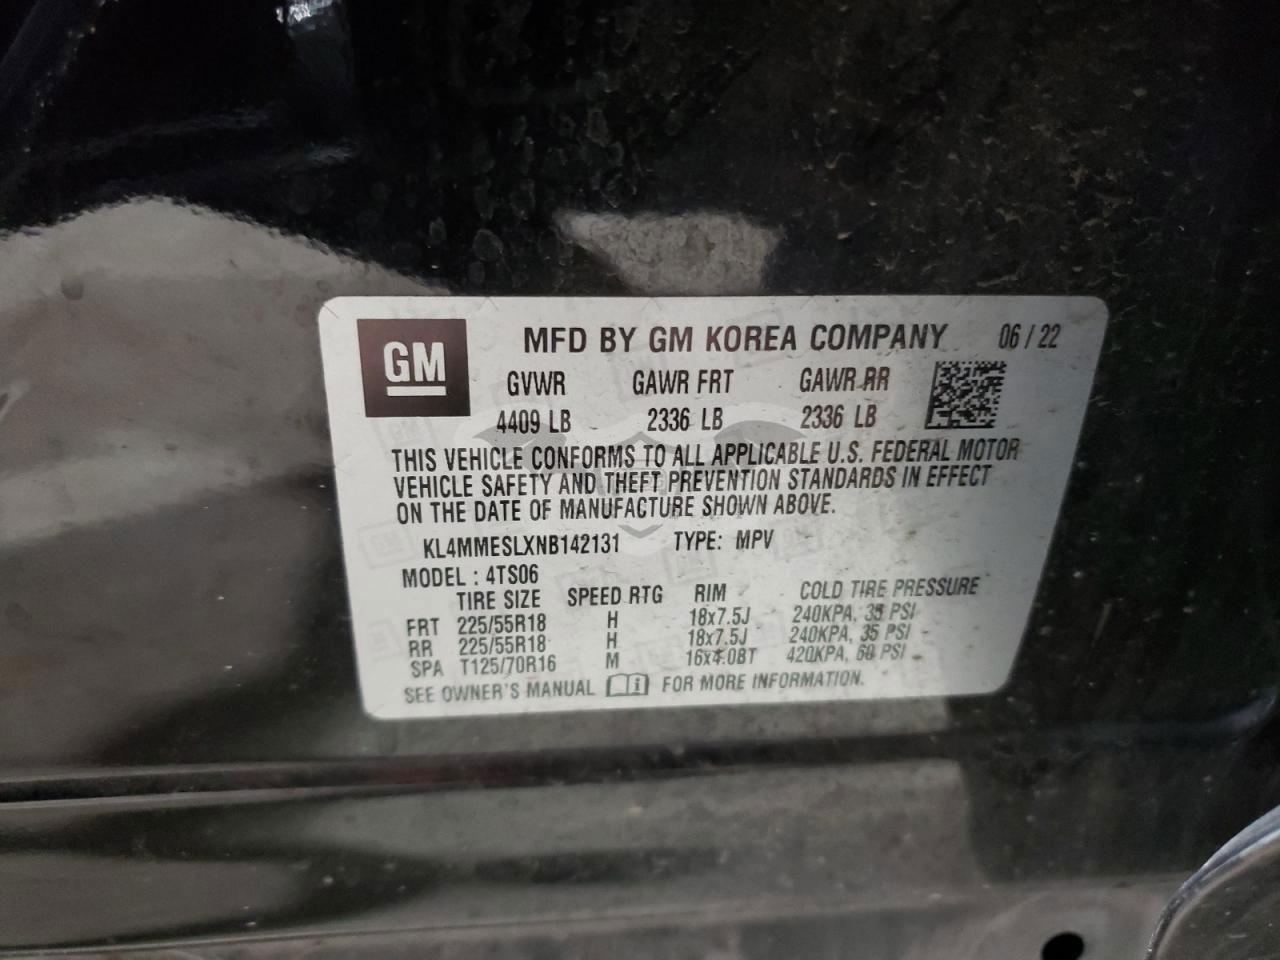 GM
MFD BY GM KOREA COMPANY 06 / 22
GVWR GAWR FRT GAWR RR
4409 LB 2336 LB 2336 LB
THIS VEHICLE CONFORMS TO ALL APPLICABLE U.S. FEDERAL MOTOR
VEHICLE SAFETY AND THEFT PREVENTION STANDARDS IN EFFECT
ON THE DATE OF MANUFACTURE SHOWN ABOVE.
KL4MMESLXNB142131 TYPE: MPV
MODEL : 4TS06
TIRE SIZE SPEED RTG RIM COLD TIRE PRESSURE
FRT 225/55R18 H 18x7.5J 240KPA, 35 PSI
RR 225/55R18 H 18x7.5J 240KPA, 35 PSI
SPA T125/70R16 M 16x4.0BT 420KPA, 60 PSI
SEE OWNER'S MANUAL i FOR MORE INFORMATION.